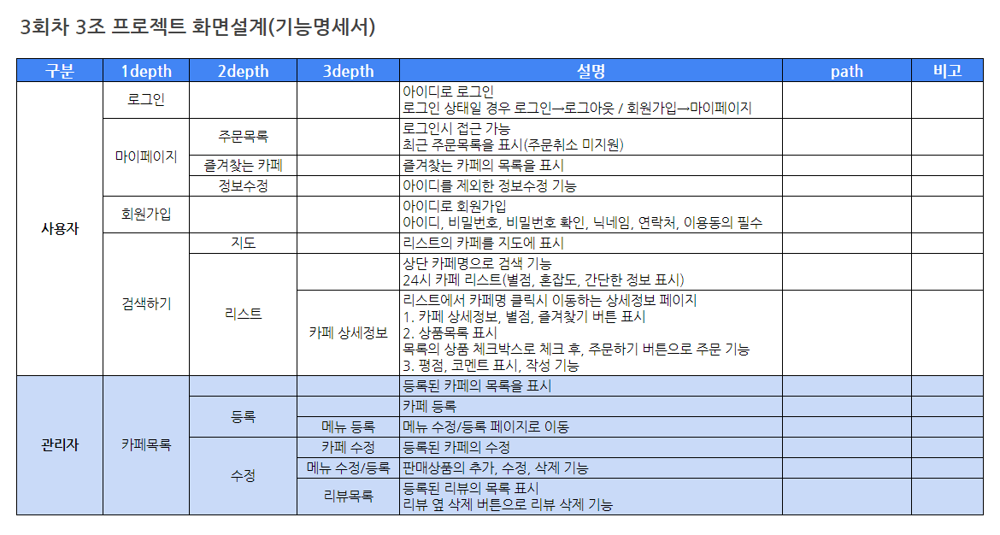 3회차 3조 프로젝트 화면설계(기능명세서)
구분 1depth 2depth 3depth 설명 path 비고
사용자
로그인
아이디로 로그인
로그인 상태일 경우 로그인→로그아웃 / 회원가입→마이페이지
마이페이지
주문목록
로그인시 접근 가능
최근 주문목록을 표시(주문취소 미지원)
즐겨찾는 카페 즐겨찾는 카페의 목록을 표시
정보수정 아이디를 제외한 정보수정 기능
회원가입
아이디로 회원가입
아이디, 비밀번호, 비밀번호 확인, 닉네임, 연락처, 이용동의 필수
검색하기
지도 리스트의 카페를 지도에 표시
리스트
상단 카페명으로 검색 기능
24시 카페 리스트(별점, 혼잡도, 간단한 정보 표시)
카페 상세정보
리스트에서 카페명 클릭시 이동하는 상세정보 페이지
1. 카페 상세정보, 별점, 즐겨찾기 버튼 표시
2. 상품목록 표시
목록의 상품 체크박스로 체크 후, 주문하기 버튼으로 주문 기능
3. 평점, 코멘트 표시, 작성 기능
관리자
카페목록
등록된 카페의 목록을 표시
등록
카페 등록
메뉴 등록 메뉴 수정/등록 페이지로 이동
수정
카페 수정 등록된 카페의 수정
메뉴 수정/등록 판매상품의 추가, 수정, 삭제 기능
리뷰목록
등록된 리뷰의 목록 표시
리뷰 옆 삭제 버튼으로 리뷰 삭제 기능